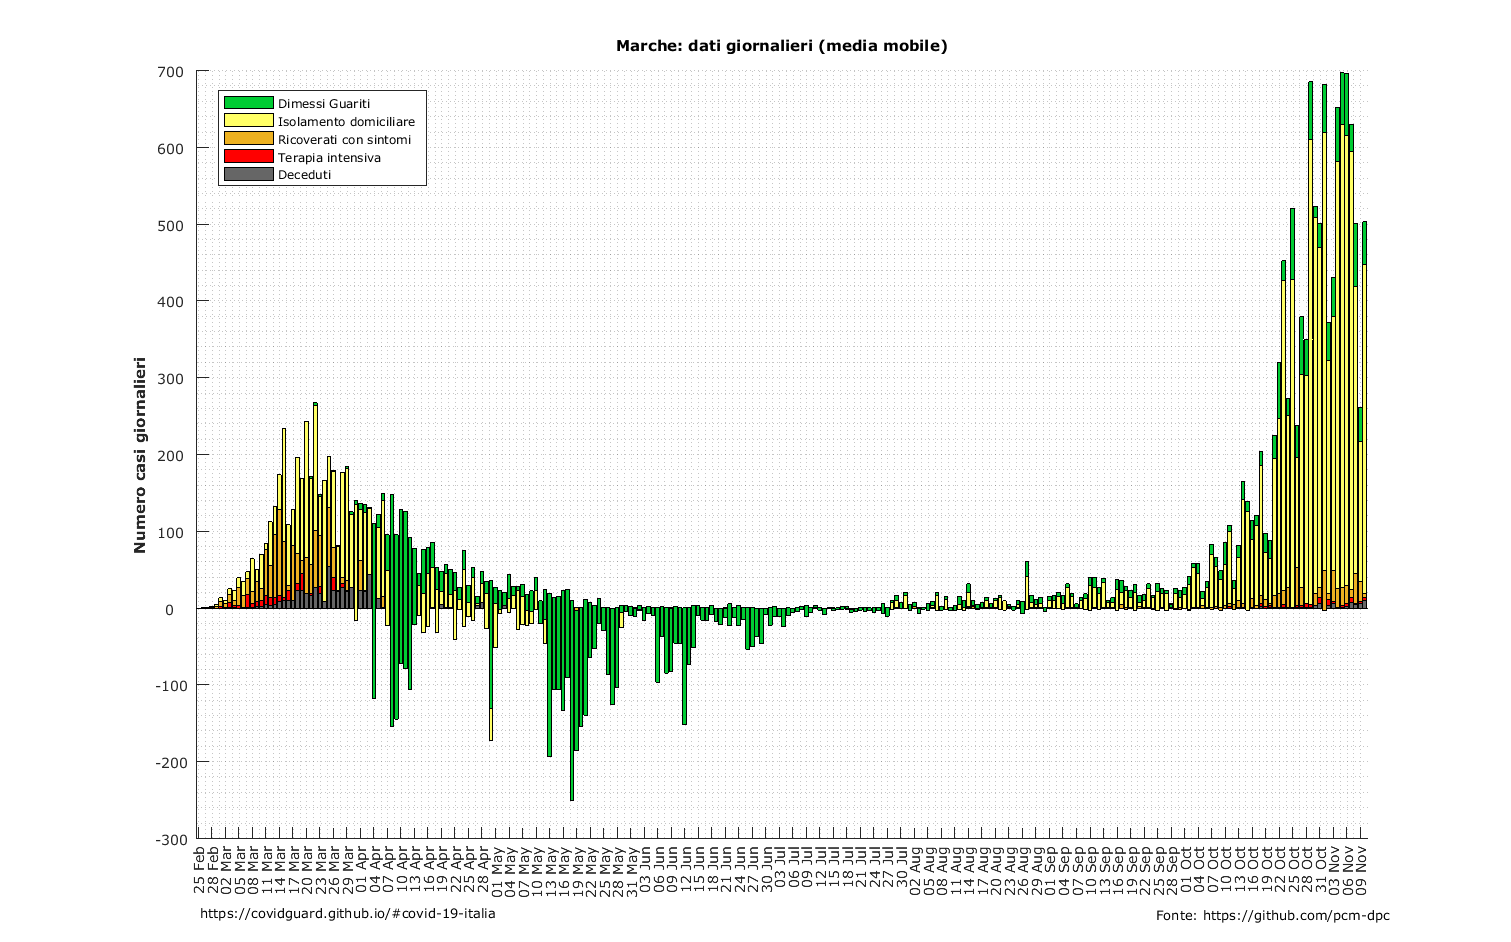 Marche: dati giornalieri (media mobile)
Numero casi giornalieri
700
600
500
400
300
200
100
0
-100
-200
-300
Dimessi Guariti
Isolamento domiciliare
Ricoverati con sintomi
Terapia intensiva
Deceduti
25 Feb
28 Feb
02 Mar
05 Mar
08 Mar
11 Mar
14 Mar
17 Mar
20 Mar
23 Mar
26 Mar
29 Mar
01 Apr
04 Apr
07 Apr
10 Apr
13 Apr
16 Apr
19 Apr
22 Apr
25 Apr
28 Apr
01 May
04 May
07 May
10 May
13 May
16 May
19 May
22 May
25 May
28 May
31 May
03 Jun
06 Jun
09 Jun
12 Jun
15 Jun
18 Jun
21 Jun
24 Jun
27 Jun
30 Jun
03 Jul
06 Jul
09 Jul
12 Jul
15 Jul
18 Jul
21 Jul
24 Jul
27 Jul
30 Jul
02 Aug
05 Aug
08 Aug
11 Aug
14 Aug
17 Aug
20 Aug
23 Aug
26 Aug
29 Aug
01 Sep
04 Sep
07 Sep
10 Sep
13 Sep
16 Sep
19 Sep
22 Sep
25 Sep
28 Sep
01 Oct
04 Oct
07 Oct
10 Oct
13 Oct
16 Oct
19 Oct
22 Oct
25 Oct
28 Oct
31 Oct
03 Nov
06 Nov
09 Nov
https://covidguard.github.io/#covid-19-italia
Fonte: https://github.com/pcm-dpc